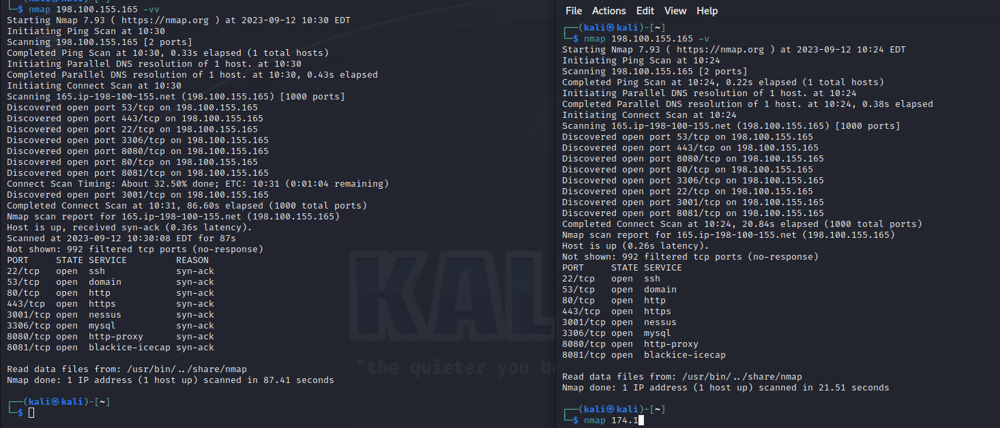 └─$ nmap 198.100.155.165 -vv
Starting Nmap 7.93 ( https://nmap.org ) at 2023-09-12 10:30 EDT
Initiating Ping Scan at 10:30
Scanning 198.100.155.165 [2 ports]
Completed Ping Scan at 10:30, 0.33s elapsed (1 total hosts)
Initiating Parallel DNS resolution of 1 host. at 10:30
Completed Parallel DNS resolution of 1 host. at 10:30, 0.43s elapsed
Initiating Connect Scan at 10:30
Scanning 165.ip-198-100-155.net (198.100.155.165) [1000 ports]
Discovered open port 53/tcp on 198.100.155.165
Discovered open port 443/tcp on 198.100.155.165
Discovered open port 22/tcp on 198.100.155.165
Discovered open port 3306/tcp on 198.100.155.165
Discovered open port 8080/tcp on 198.100.155.165
Discovered open port 80/tcp on 198.100.155.165
Discovered open port 8081/tcp on 198.100.155.165
Connect Scan Timing: About 32.50% done; ETC: 10:31 (0:01:04 remaining)
Discovered open port 3001/tcp on 198.100.155.165
Completed Connect Scan at 10:31, 86.60s elapsed (1000 total ports)
Nmap scan report for 165.ip-198-100-155.net (198.100.155.165)
Host is up, received syn-ack (0.36s latency).
Scanned at 2023-09-12 10:30:08 EDT for 87s
Not shown: 992 filtered tcp ports (no-response)
PORT STATE SERVICE REASON
22/tcp open ssh syn-ack
53/tcp open domain syn-ack
80/tcp open http syn-ack
443/tcp open https syn-ack
3001/tcp open nessus syn-ack
3306/tcp open mysql syn-ack
8080/tcp open http-proxy syn-ack
8081/tcp open blackice-icecap syn-ack
Read data files from: /usr/bin/../share/nmap
Nmap done: 1 IP address (1 host up) scanned in 87.41 seconds
┌──(kali㉿kali)-[~]
└─$
KAL
"the quieter you b
File Actions Edit View Help
┌──(kali㉿kali)-[~]
└─$ nmap 198.100.155.165 -v
Starting Nmap 7.93 ( https://nmap.org ) at 2023-09-12 10:24 EDT
Initiating Ping Scan at 10:24
Scanning 198.100.155.165 [2 ports]
Completed Ping Scan at 10:24, 0.22s elapsed (1 total hosts)
Initiating Parallel DNS resolution of 1 host. at 10:24
Completed Parallel DNS resolution of 1 host. at 10:24, 0.38s elapsed
Initiating Connect Scan at 10:24
Scanning 165.ip-198-100-155.net (198.100.155.165) [1000 ports]
Discovered open port 53/tcp on 198.100.155.165
Discovered open port 443/tcp on 198.100.155.165
Discovered open port 8080/tcp on 198.100.155.165
Discovered open port 80/tcp on 198.100.155.165
Discovered open port 3306/tcp on 198.100.155.165
Discovered open port 22/tcp on 198.100.155.165
Discovered open port 3001/tcp on 198.100.155.165
Discovered open port 8081/tcp on 198.100.155.165
Completed Connect Scan at 10:24, 20.84s elapsed (1000 total ports)
Nmap scan report for 165.ip-198-100-155.net (198.100.155.165)
Host is up (0.26s latency).
Not shown: 992 filtered tcp ports (no-response)
PORT STATE SERVICE
22/tcp open ssh
53/tcp open domain
80/tcp open http
443/tcp open https
3001/tcp open nessus
3306/tcp open mysql
8080/tcp open http-proxy
8081/tcp open blackice-icecap
Read data files from: /usr/bin/../share/nmap
Nmap done: 1 IP address (1 host up) scanned in 21.51 seconds
┌──(kali㉿kali)-[~]
└─$ nmap 174.1